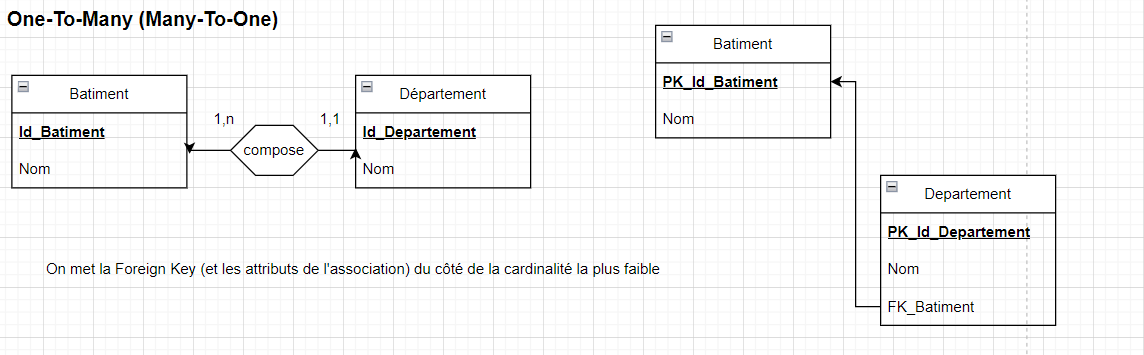 One-To-Many (Many-To-One)
Batiment
Id_Batiment
Nom
1,n
compose
1,1
Département
Id_Departement
Nom
On met la Foreign Key (et les attributs de l'association) du côté de la cardinalité la plus faible
Batiment
PK_Id_Batiment
Nom
Departement
PK_Id_Departement
Nom
FK_Batiment